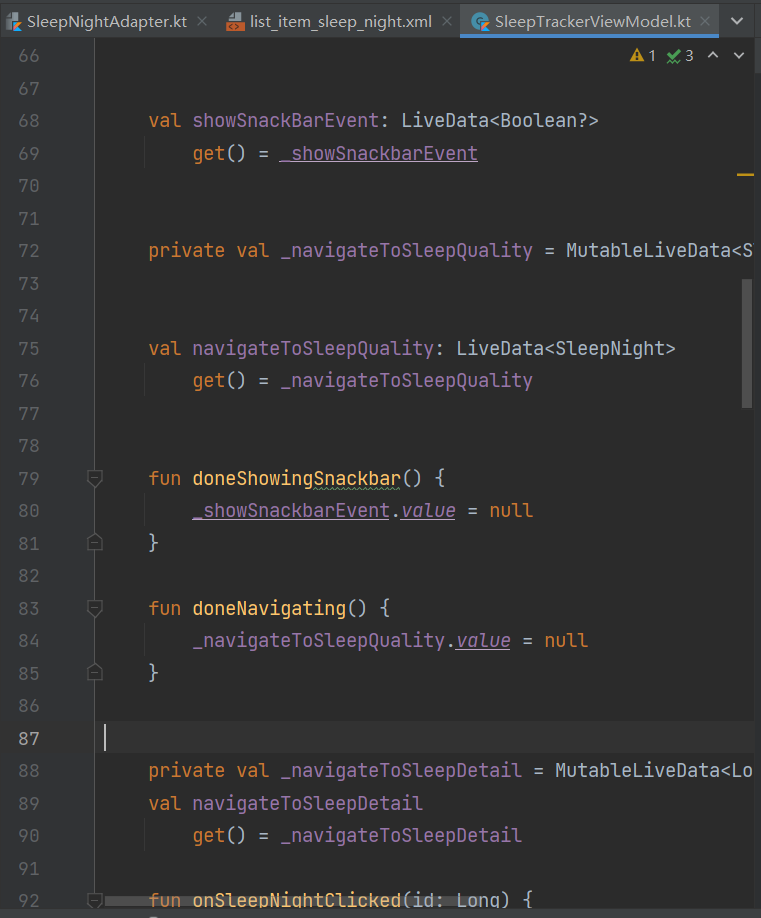 SleepNightAdapter.kt list_item_sleep_night.xml SleepTrackerViewModel.kt
66 1 3
67
68 val showSnackBarEvent: LiveData<Boolean?>
69 get() = _showSnackbarEvent
70
71
72 private val _navigateToSleepQuality = MutableLiveData<S
73
74
75 val navigateToSleepQuality: LiveData<SleepNight>
76 get() = _navigateToSleepQuality
77
78
79 fun doneShowingSnackbar() {
80 _showSnackbarEvent.value = null
81 }
82
83 fun doneNavigating() {
84 _navigateToSleepQuality.value = null
85 }
86
87
88 private val _navigateToSleepDetail = MutableLiveData<Lo
89 val navigateToSleepDetail
90 get() = _navigateToSleepDetail
91
92 fun onSleepNightClicked(id: Long) {